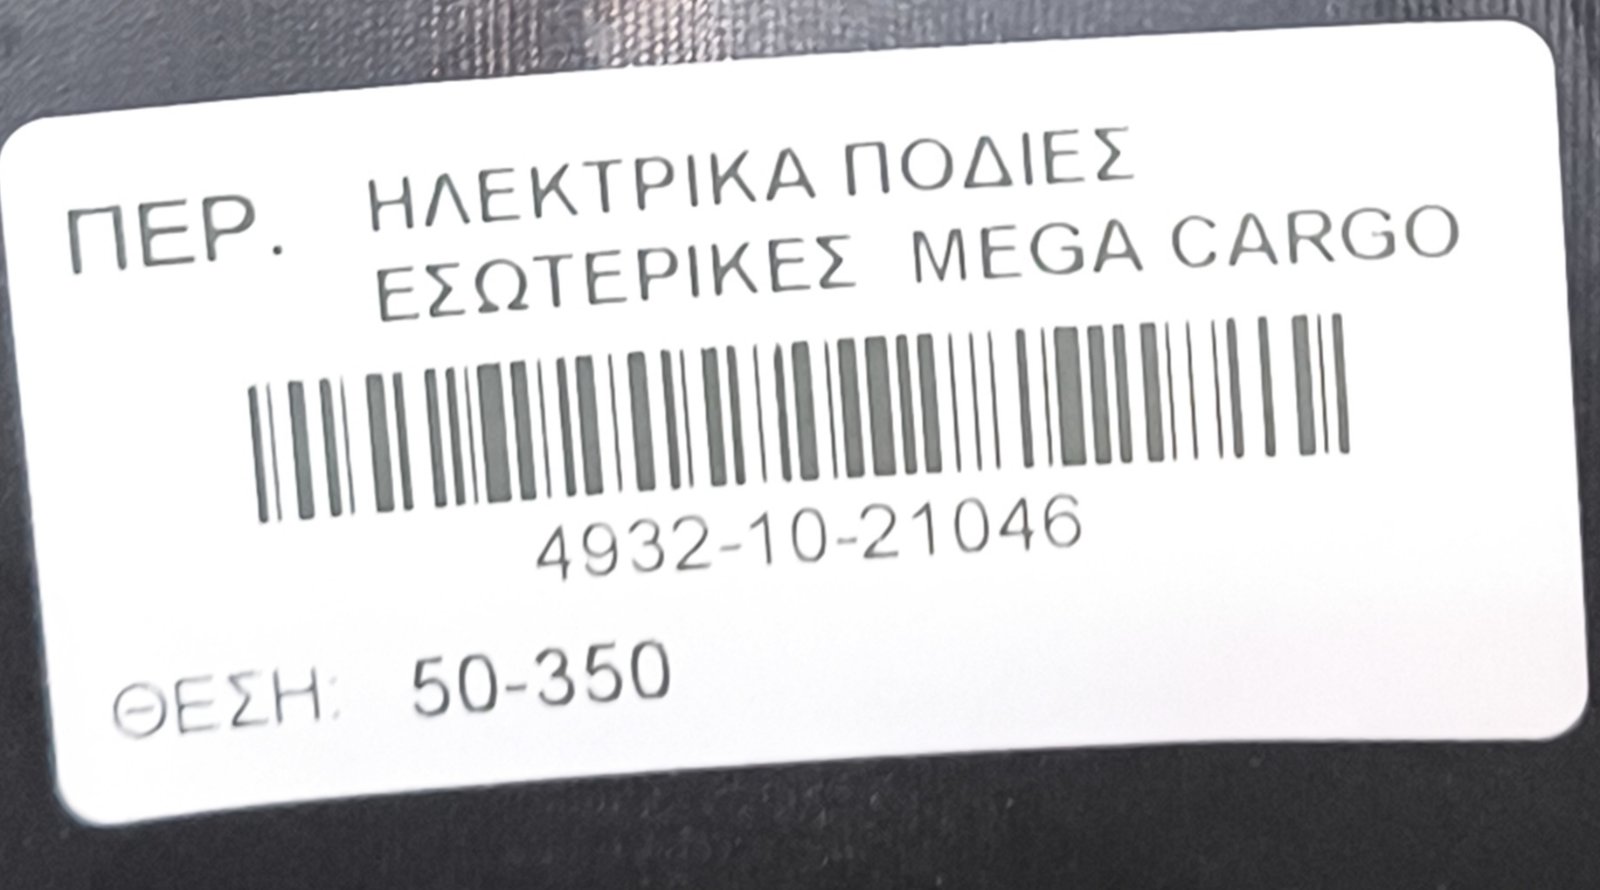 ΠΕΡ. ΗΛΕΚΤΡΙΚΑ ΠΟΔΙΕΣ
ΕΣΩΤΕΡΙΚΕΣ MEGA CARGO
4932-10-21046
ΘΕΣΗ: 50-350